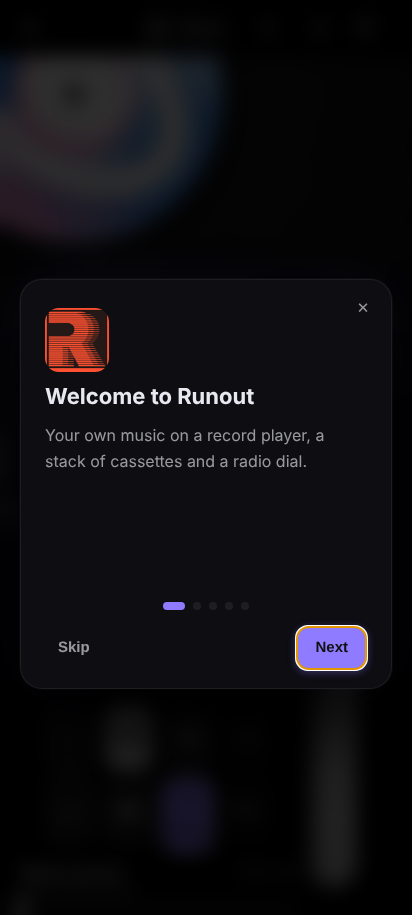 R
Welcome to Runout
Your own music on a record player, a
stack of cassettes and a radio dial.
Skip
Next